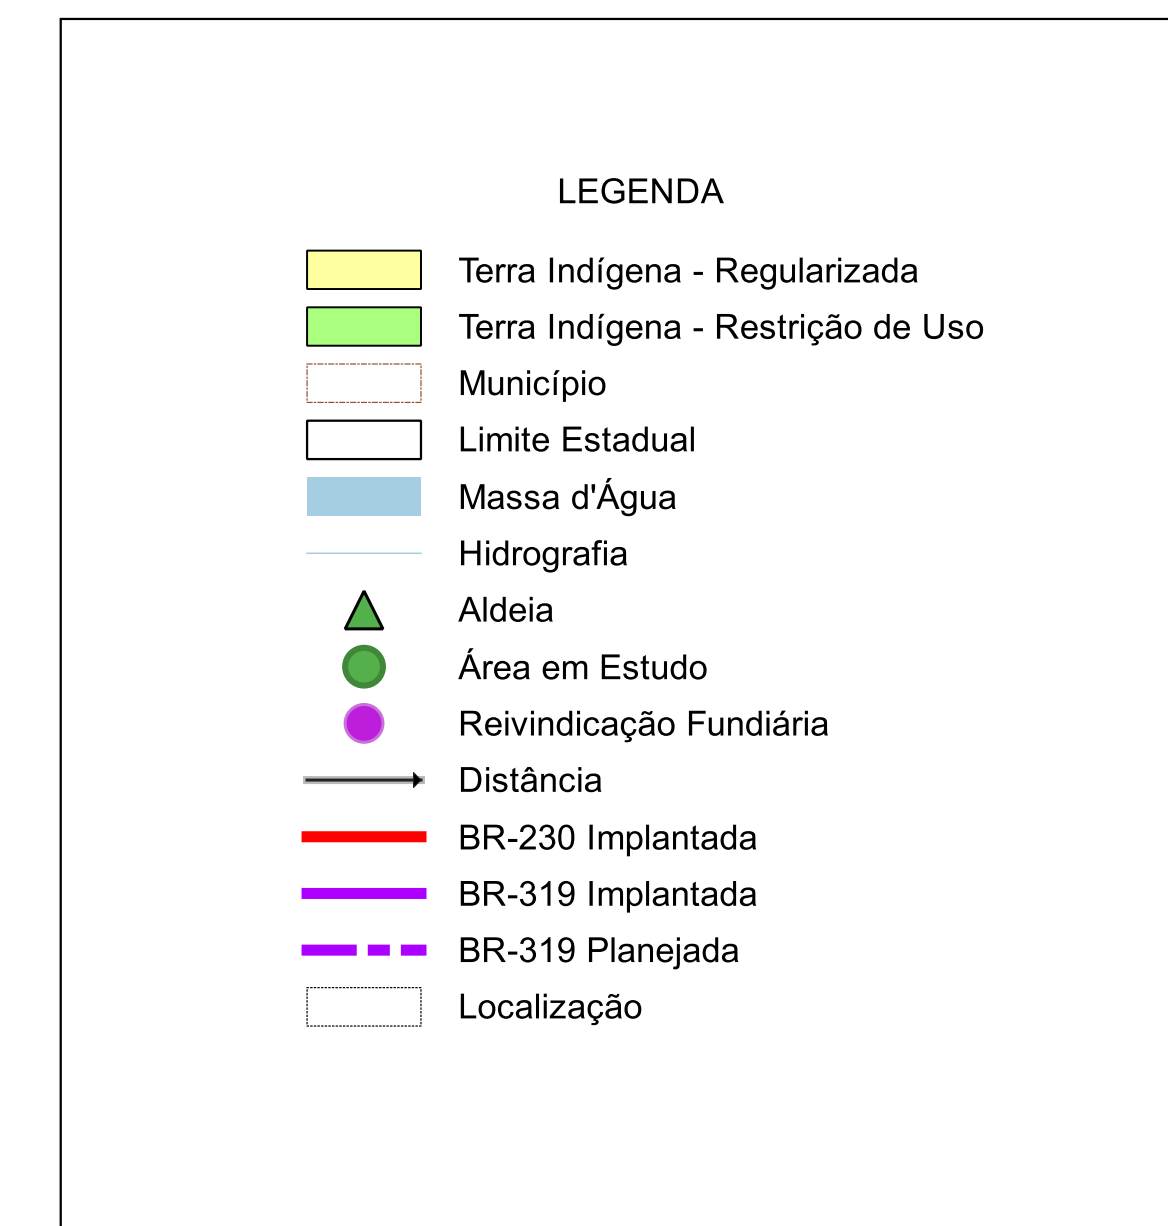 LEGENDA
Terra Indígena - Regularizada
Terra Indígena - Restrição de Uso
Município
Limite Estadual
Massa d'Água
Hidrografia
Aldeia
Área em Estudo
Reivindicação Fundiária
Distância
BR-230 Implantada
BR-319 Implantada
BR-319 Planejada
Localização